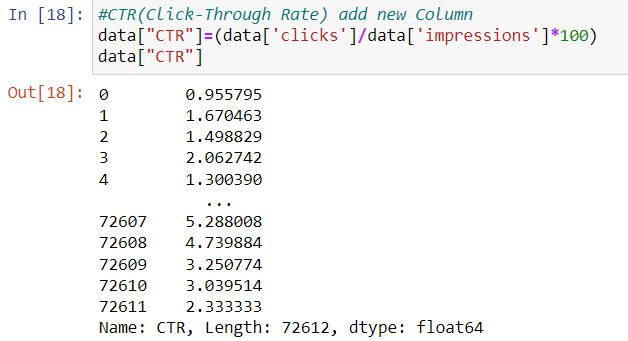 In [18]: #CTR(Click-Through Rate) add new Column
data["CTR"]=(data['clicks']/data['impressions']*100)
data["CTR"]
Out[18]: 0 0.955795
1 1.670463
2 1.498829
3 2.062742
4 1.300390
...
72607 5.288008
72608 4.739884
72609 3.250774
72610 3.039514
72611 2.333333
Name: CTR, Length: 72612, dtype: float64